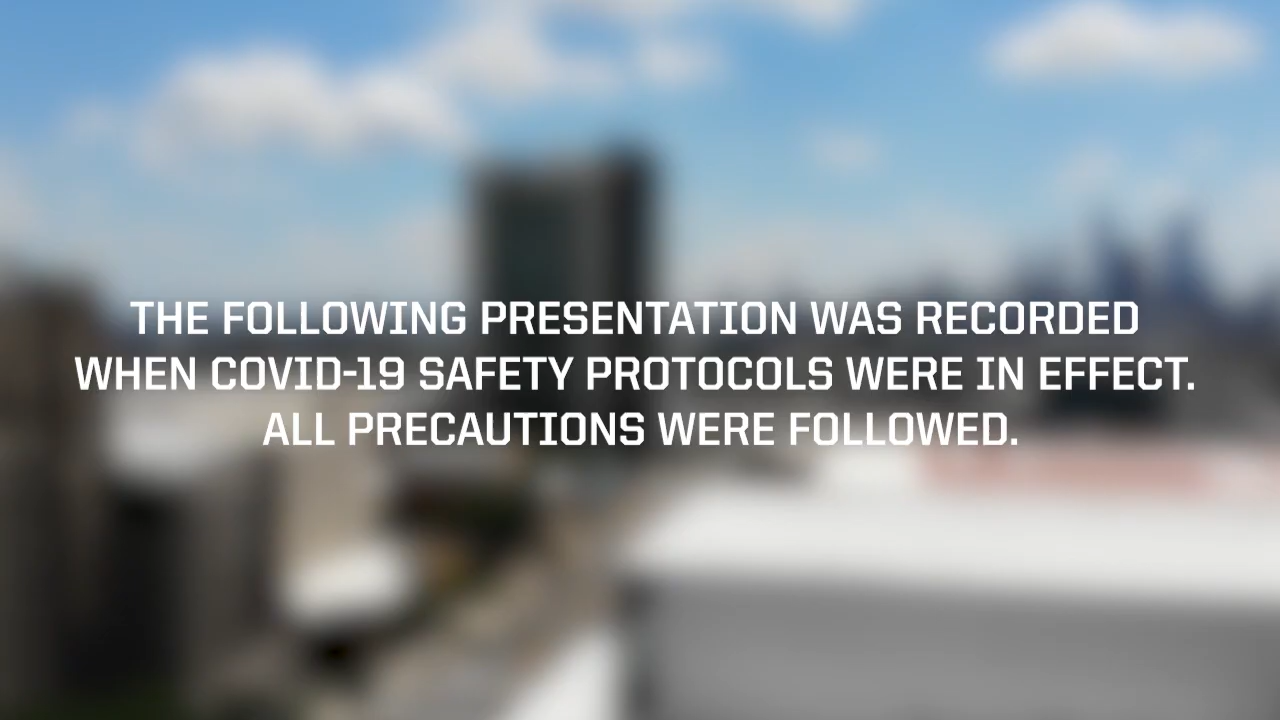 THE FOLLOWING PRESENTATION WAS RECORDED
WHEN COVID-19 SAFETY PROTOCOLS WERE IN EFFECT.
ALL PRECAUTIONS WERE FOLLOWED.